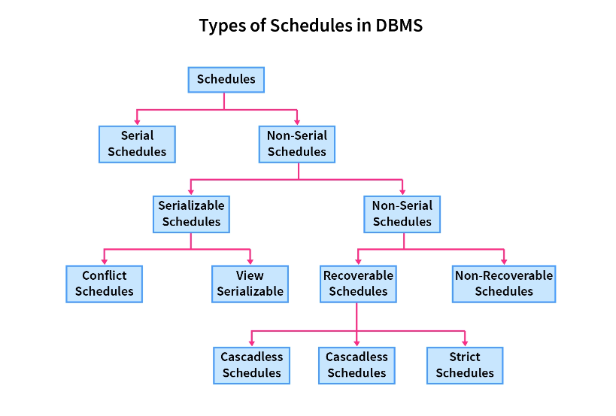 Types of Schedules in DBMS
Schedules
Serial
Schedules
Non-Serial
Schedules
Serializable
Schedules
Non-Serial
Schedules
Conflict
Schedules
View
Serializable
Recoverable
Schedules
Non-Recoverable
Schedules
Cascadless
Schedules
Cascadless
Schedules
Strict
Schedules